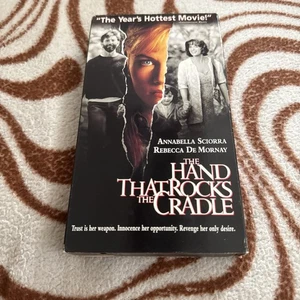 "The Year's Hottest Movie!"
ANNABELLA SCIORRA
REBECCA DE MORNAY
THE
HAND
THAT ROCKS
THE CRADLE
Trust is her weapon. Innocence her opportunity. Revenge her only desire.